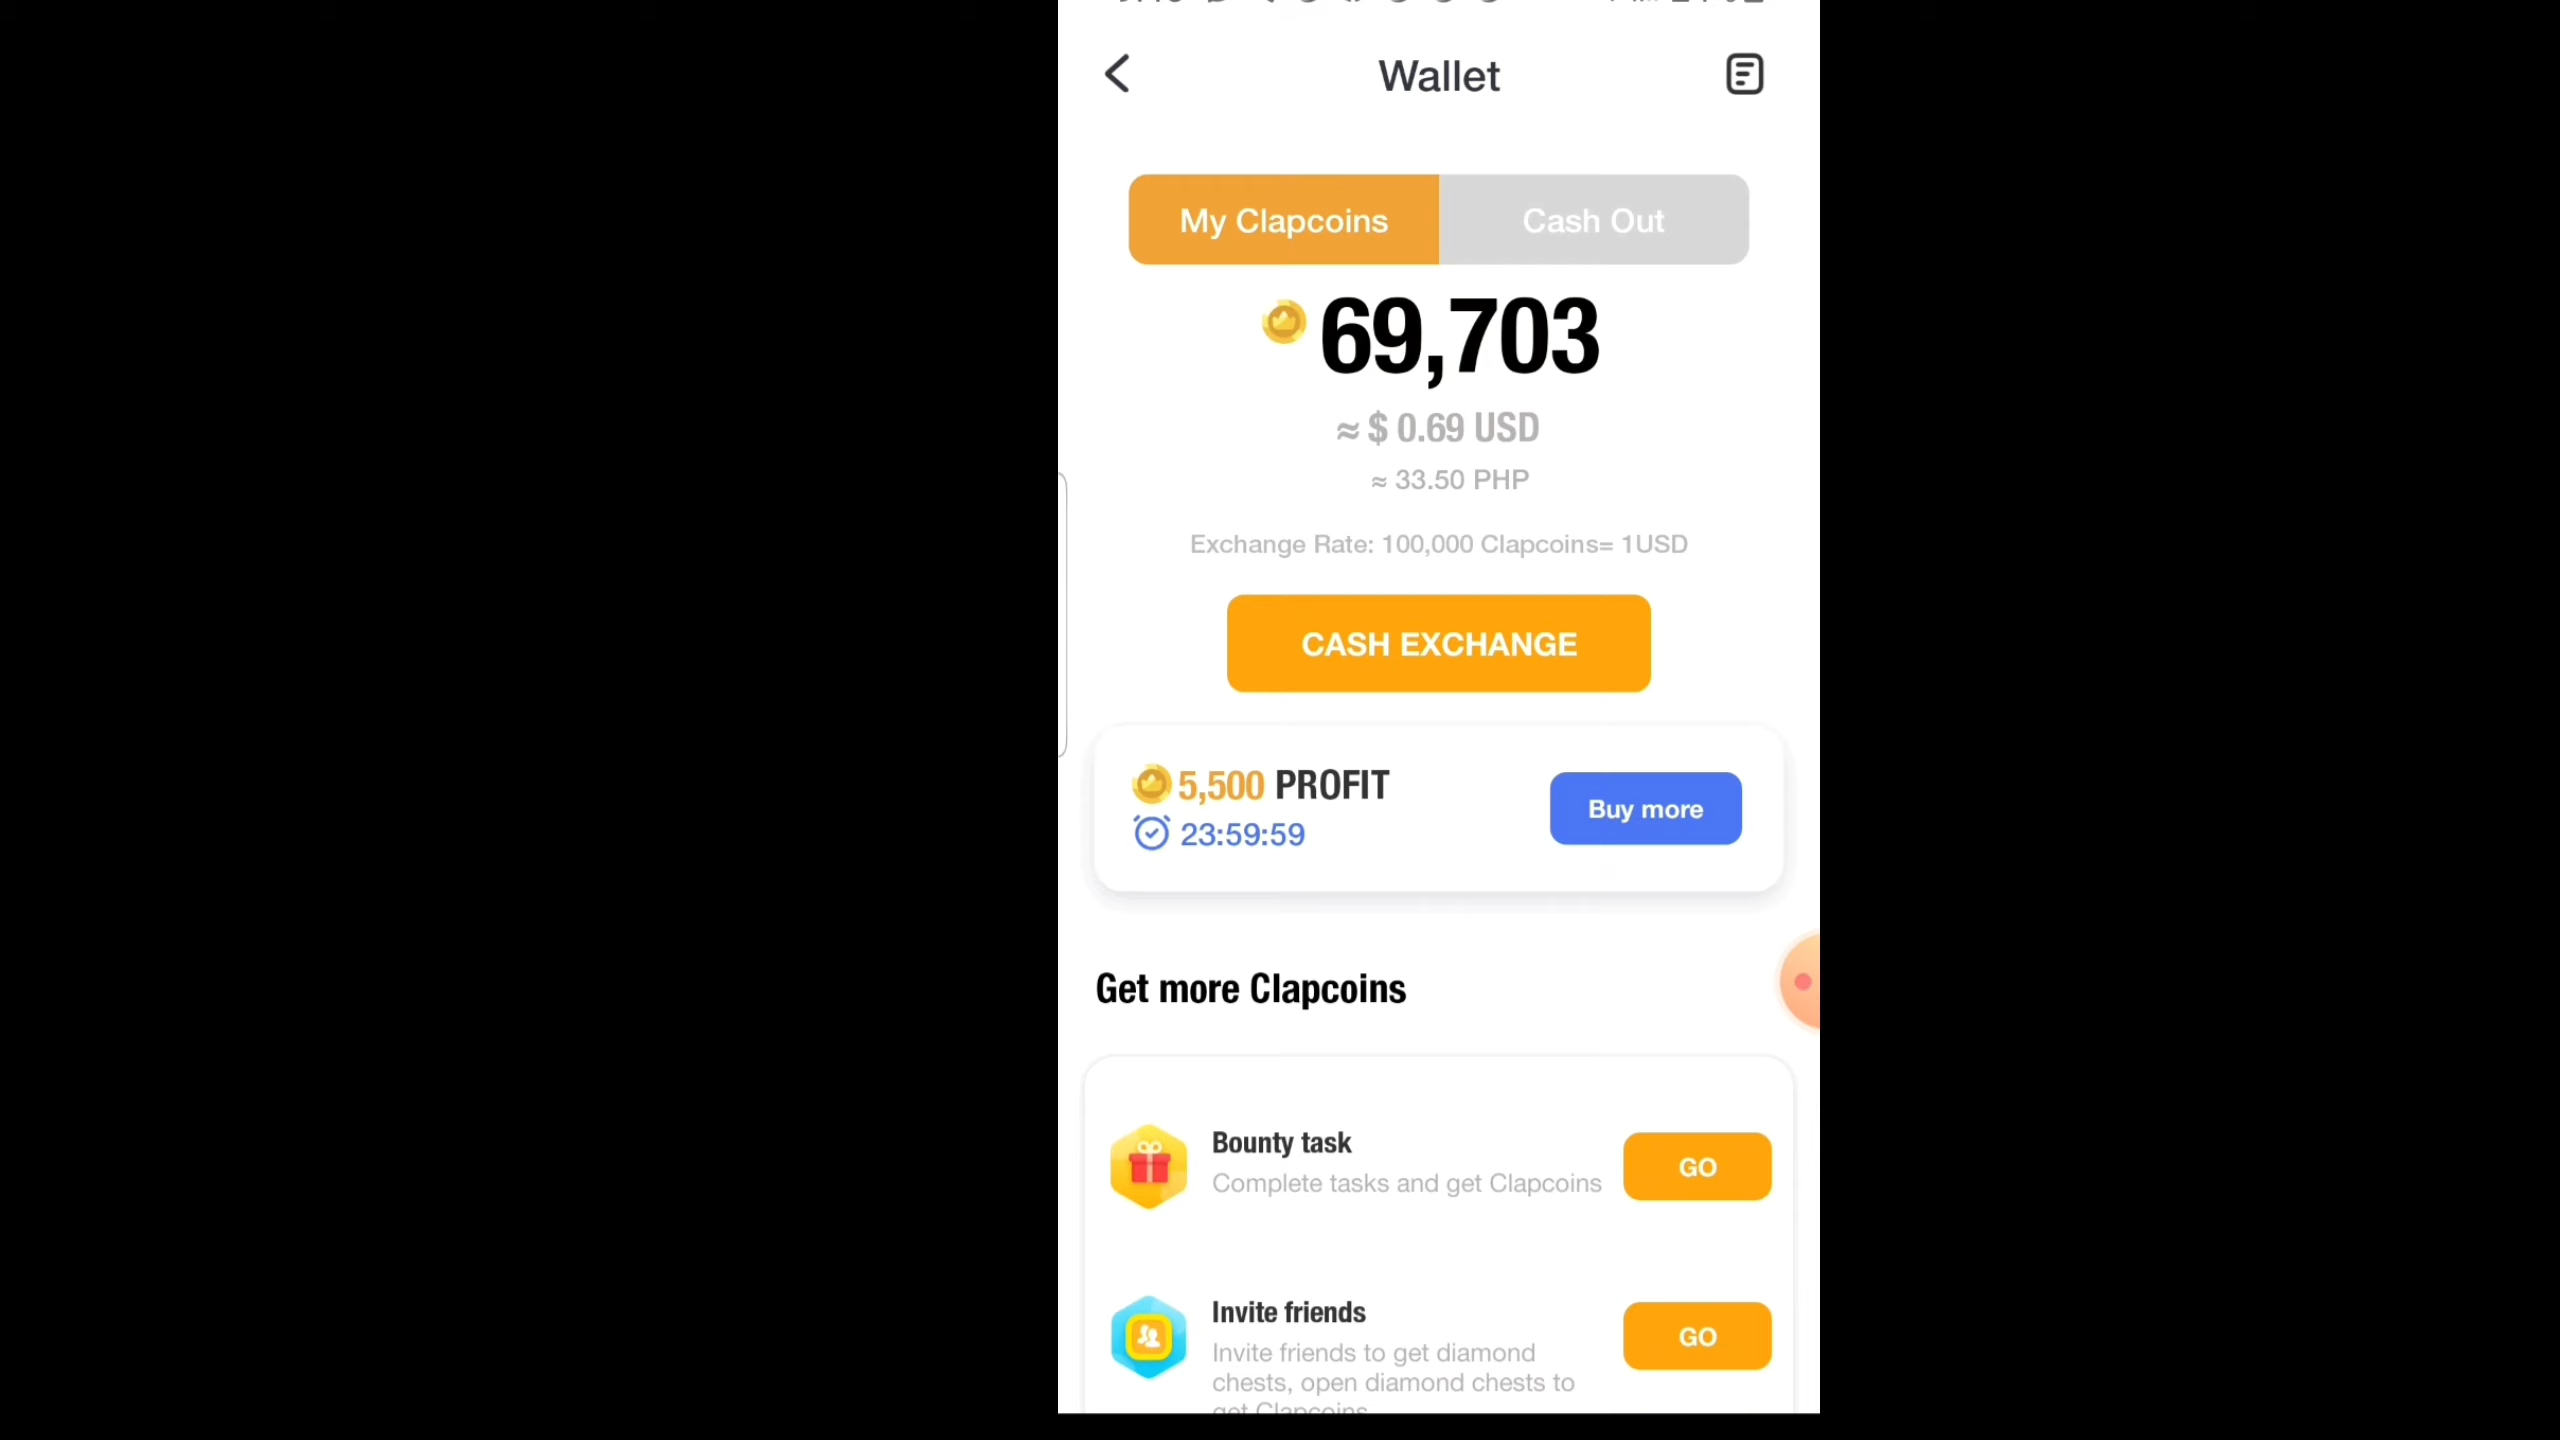 Wallet
My Clapcoins
Cash Out
69,703
≈ $ 0.69 USD
≈ 33.50 PHP
Exchange Rate: 100,000 Clapcoins= 1USD
CASH EXCHANGE
5,500 PROFIT
23:59:59
Buy more
Get more Clapcoins
Bounty task
Complete tasks and get Clapcoins
GO
Invite friends
Invite friends to get diamond
chests, open diamond chests to
get Clapcoins
GO